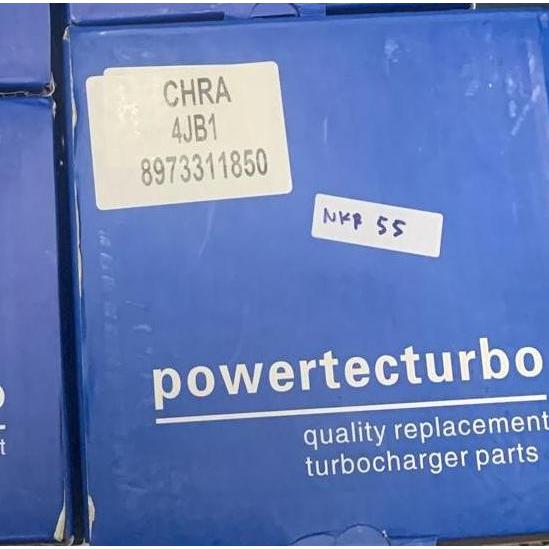 CHRA
4JB1
8973311850
NKR 55
powertecturbo
quality replacement
turbocharger parts
o
t